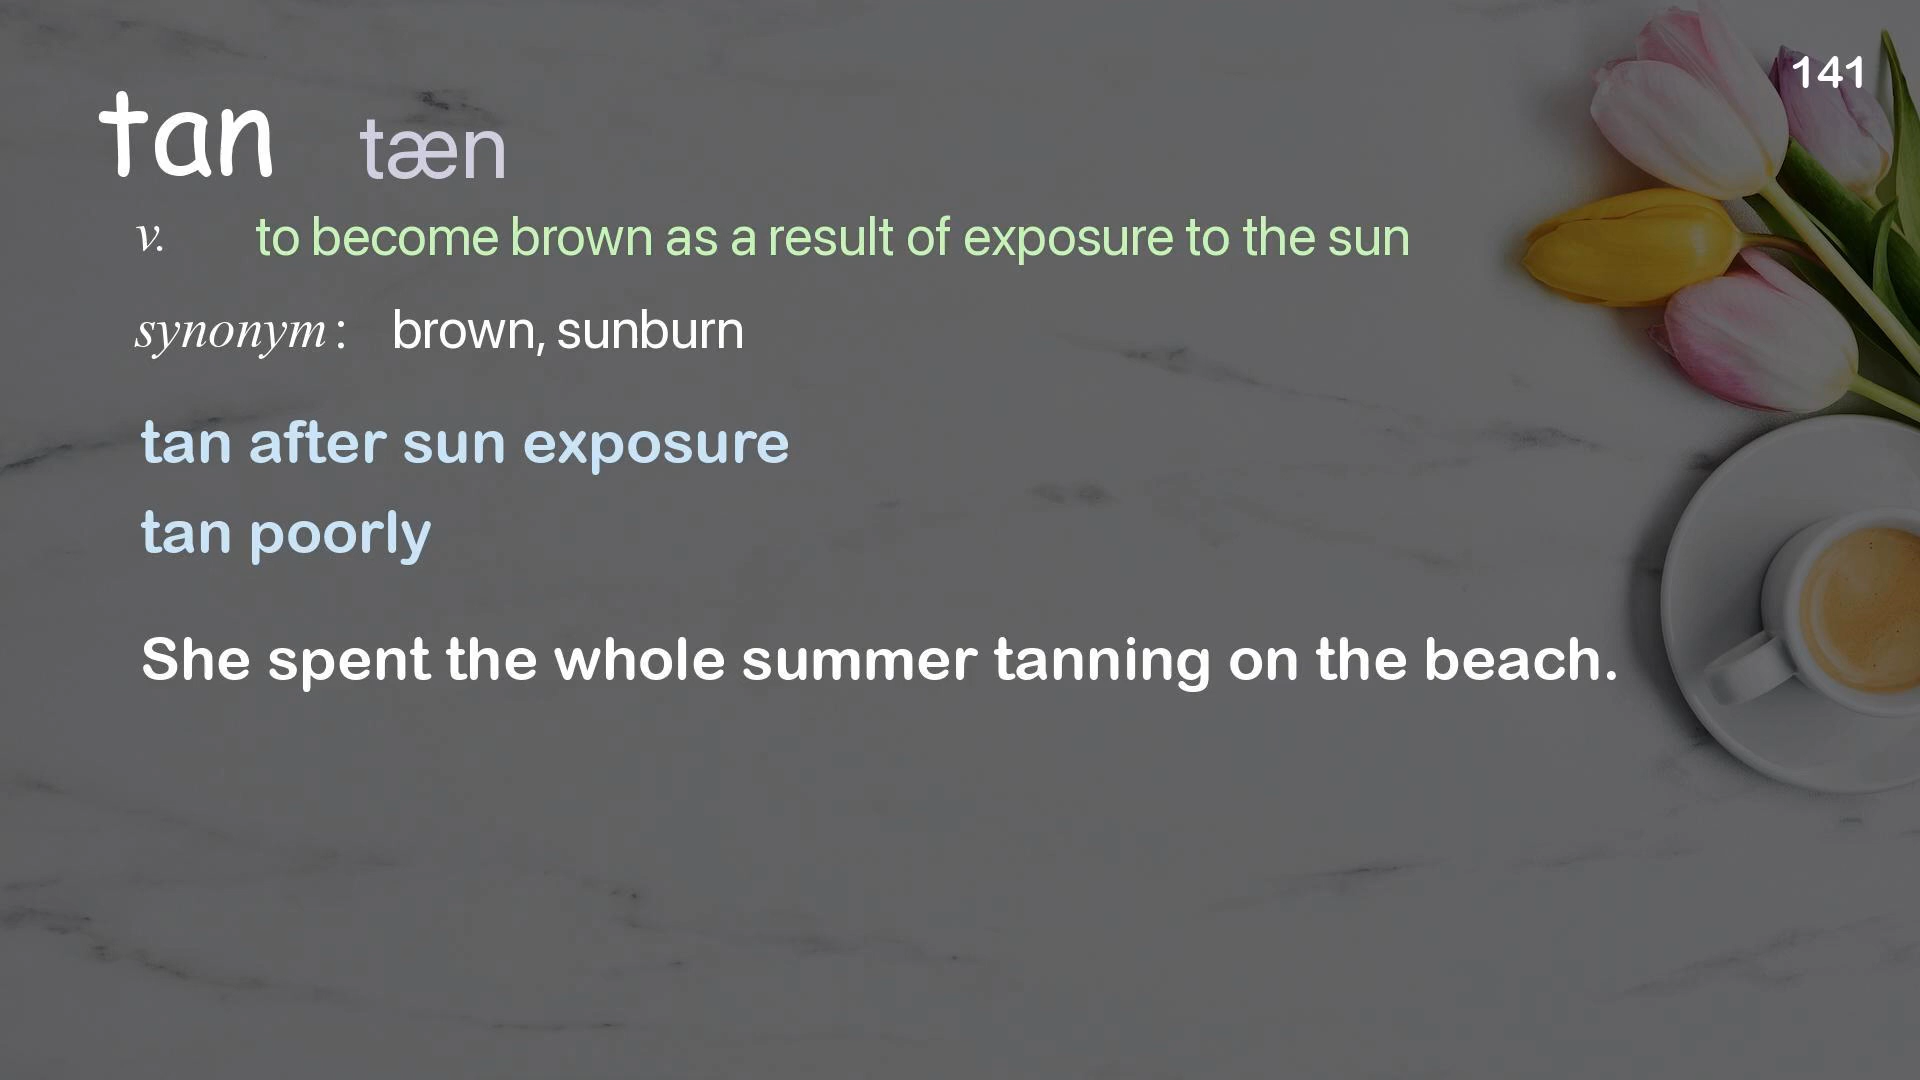 141
tan tæn
v. to become brown as a result of exposure to the sun
synonym: brown, sunburn
tan after sun exposure
tan poorly
She spent the whole summer tanning on the beach.